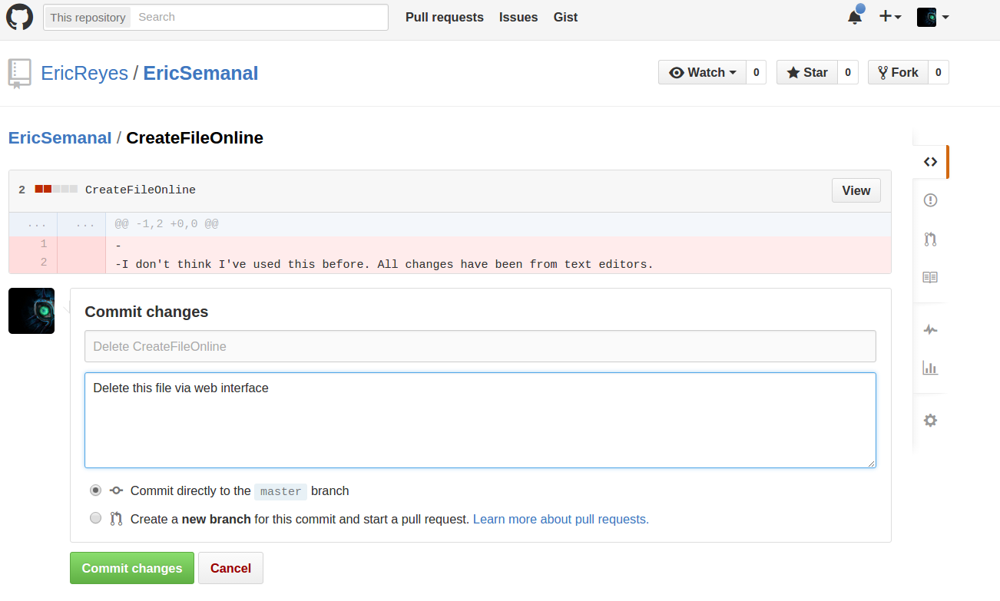 This repository Search Pull requests Issues Gist
EricReyes / EricSemanal Watch 0 Star 0 Fork 0
EricSemanal / CreateFileOnline
2 CreateFileOnline View
... ... @@ -1,2 +0,0 @@
1 -
2 -I don't think I've used this before. All changes have been from text editors.
Commit changes
Delete CreateFileOnline
Delete this file via web interface
Commit directly to the master branch
Create a new branch for this commit and start a pull request. Learn more about pull requests.
Commit changes Cancel